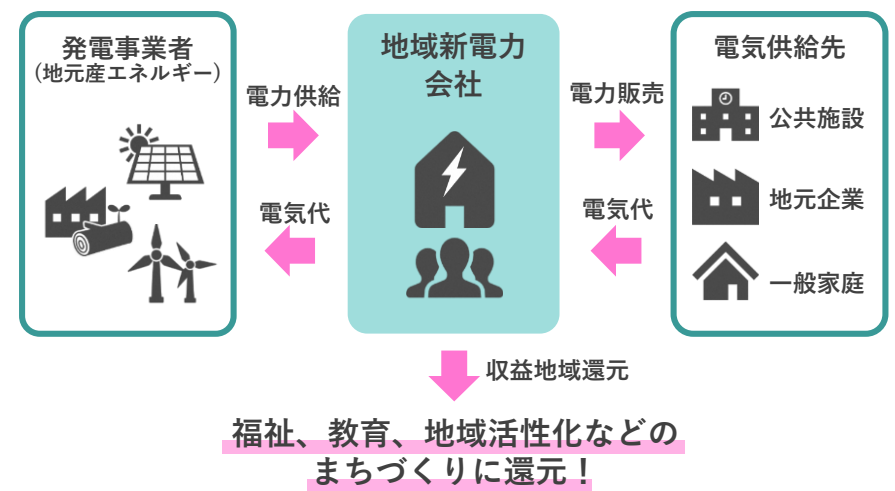 発電事業者
(地元産エネルギー)
電力供給
電気代
地域新電力
会社
電力販売
電気代
電気供給先
公共施設
地元企業
一般家庭
収益地域還元
福祉、教育、地域活性化などの
まちづくりに還元！